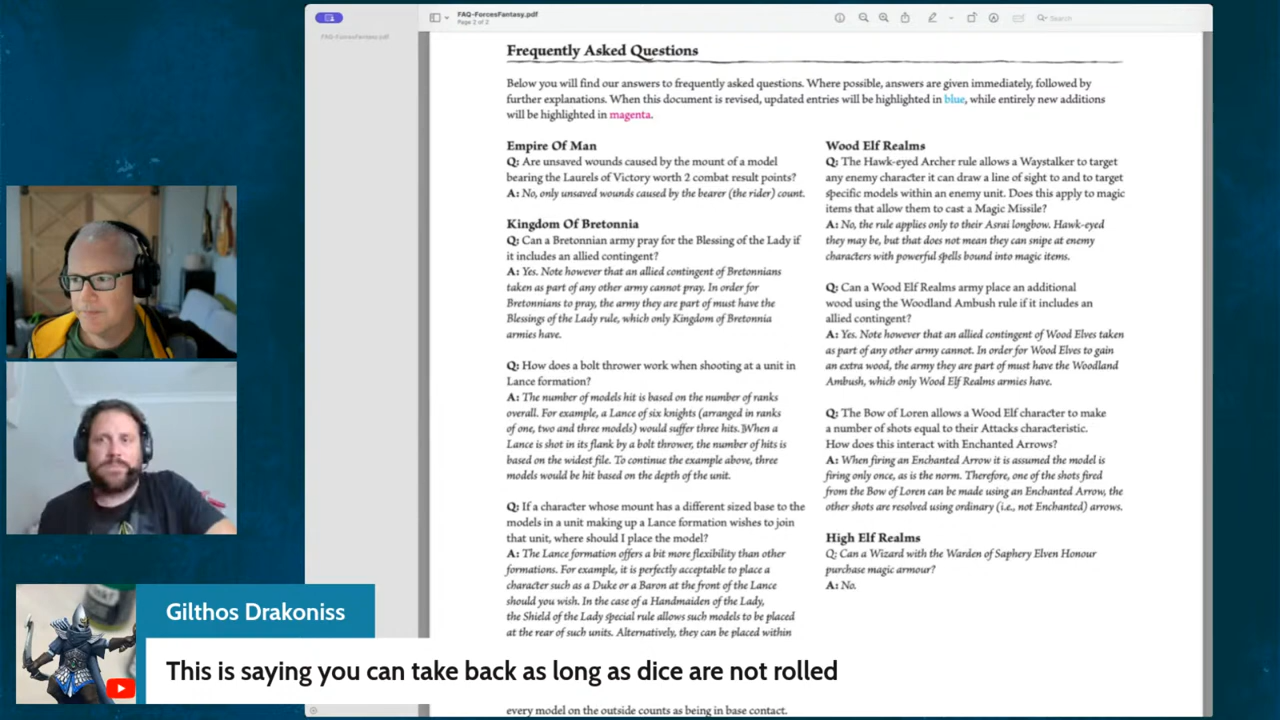 FAQ-ForcesFantasy.pdf
Page 2 of 2
Search
FAQ-ForcesFantasy.pdf
Frequently Asked Questions
Below you will find our answers to frequently asked questions. Where possible, answers are given immediately, followed by
further explanations. When this document is revised, updated entries will be highlighted in blue, while entirely new additions
will be highlighted in magenta.
Empire Of Man
Q: Are unsaved wounds caused by the mount of a model
bearing the Laurels of Victory worth 2 combat result points?
A: No, only unsaved wounds caused by the bearer (the rider) count.
Kingdom Of Bretonnia
Q: Can a Bretonnian army pray for the Blessing of the Lady if
it includes an allied contingent?
A: Yes. Note however that an allied contingent of Bretonnians
taken as part of any other army cannot pray. In order for
Bretonnians to pray, the army they are part of must have the
Blessings of the Lady rule, which only Kingdom of Bretonnia
armies have.
Q: How does a bolt thrower work when shooting at a unit in
Lance formation?
A: The number of models hit is based on the number of ranks
overall. For example, a Lance of six knights (arranged in ranks
of one, two and three models) would suffer three hits. When a
Lance is shot in its flank by a bolt thrower, the number of hits is
based on the widest file. To continue the example above, three
models would be hit based on the depth of the unit.
Q: If a character whose mount has a different sized base to the
models in a unit making up a Lance formation wishes to join
that unit, where should I place the model?
A: The Lance formation offers a bit more flexibility than other
formations. For example, it is perfectly acceptable to place a
character such as a Duke or a Baron at the front of the Lance
should you wish. In the case of a Handmaiden of the Lady,
the Shield of the Lady special rule allows such models to be placed
at the rear of such units. Alternatively, they can be placed within
every model on the outside counts as being in base contact.
Wood Elf Realms
Q: The Hawk-eyed Archer rule allows a Waystalker to target
any enemy character it can draw a line of sight to and to target
specific models within an enemy unit. Does this apply to magic
items that allow them to cast a Magic Missile?
A: No, the rule applies only to their Asrai longbow. Hawk-eyed
they may be, but that does not mean they can snipe at enemy
characters with powerful spells bound into magic items.
Q: Can a Wood Elf Realms army place an additional
wood using the Woodland Ambush rule if it includes an
allied contingent?
A: Yes. Note however that an allied contingent of Wood Elves taken
as part of any other army cannot. In order for Wood Elves to gain
an extra wood, the army they are part of must have the Woodland
Ambush, which only Wood Elf Realms armies have.
Q: The Bow of Loren allows a Wood Elf character to make
a number of shots equal to their Attacks characteristic.
How does this interact with Enchanted Arrows?
A: When firing an Enchanted Arrow it is assumed the model is
firing only once, as is the norm. Therefore, one of the shots fired
from the Bow of Loren can be made using an Enchanted Arrow, the
other shots are resolved using ordinary (i.e., not Enchanted) arrows.
High Elf Realms
Q: Can a Wizard with the Warden of Saphery Elven Honour
purchase magic armour?
A: No.
Gilthos Drakoniss
This is saying you can take back as long as dice are not rolled